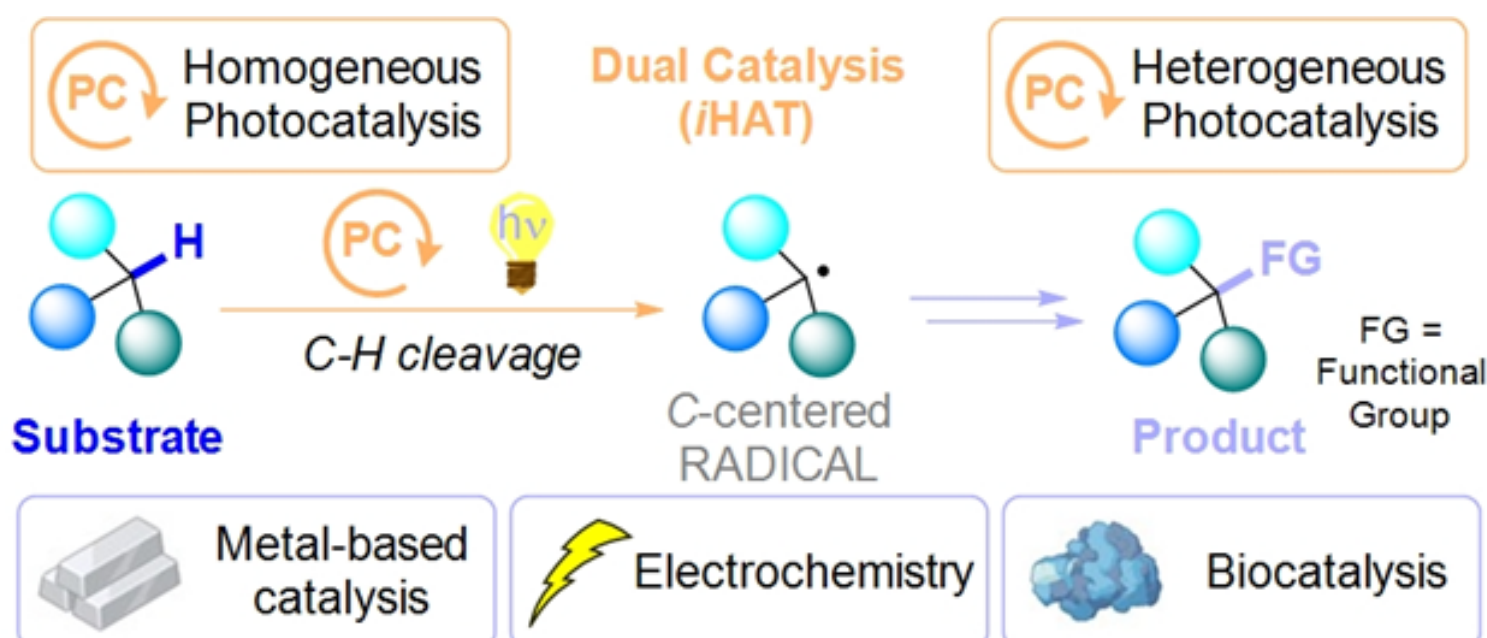 PC
Homogeneous
Photocatalysis
Dual Catalysis
(iHAT)
PC
Heterogeneous
Photocatalysis
H
PC
hν
C-H cleavage
Substrate
C-centered
RADICAL
FG
Product
FG =
Functional
Group
Metal-based
catalysis
Electrochemistry
Biocatalysis